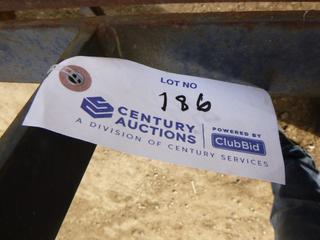 LOT NO
186
CENTURY
AUCTIONS
A DIVISION OF CENTURY SERVICES
POWERED BY
ClubBid